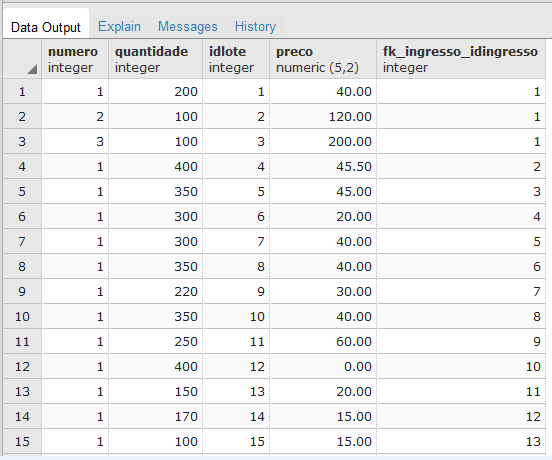 Data Output Explain Messages History
numero quantidade idlote preco fk_ingresso_idingresso
integer integer integer numeric (5,2) integer
1 1 200 1 40.00 1
2 2 100 2 120.00 1
3 3 100 3 200.00 1
4 1 400 4 45.50 2
5 1 350 5 45.00 3
6 1 300 6 20.00 4
7 1 300 7 40.00 5
8 1 350 8 40.00 6
9 1 220 9 30.00 7
10 1 350 10 40.00 8
11 1 250 11 60.00 9
12 1 400 12 0.00 10
13 1 150 13 20.00 11
14 1 170 14 15.00 12
15 1 100 15 15.00 13